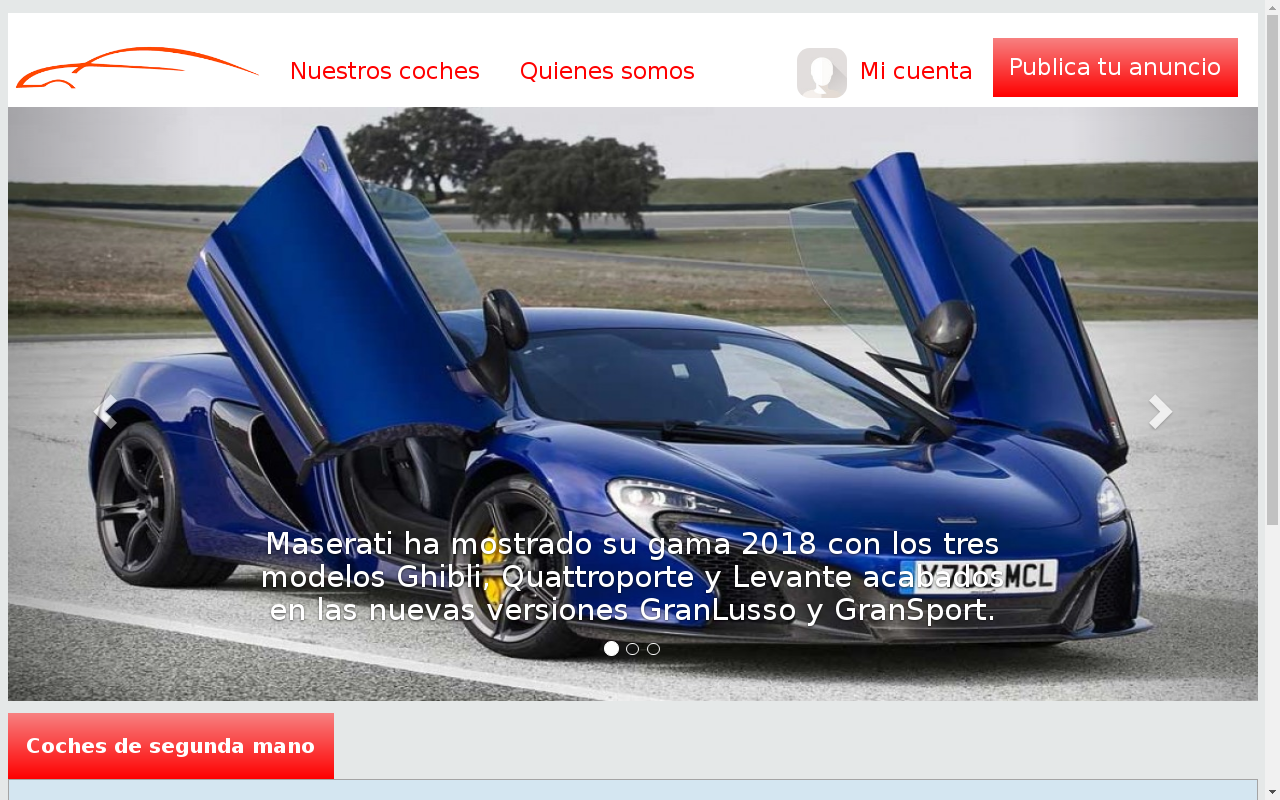 Nuestros coches
Quienes somos
Mi cuenta
Publica tu anuncio
Maserati ha mostrado su gama 2018 con los tres
modelos Ghibli, Quattroporte y Levante acabados
en las nuevas versiones GranLusso y GranSport.
MCL
Coches de segunda mano